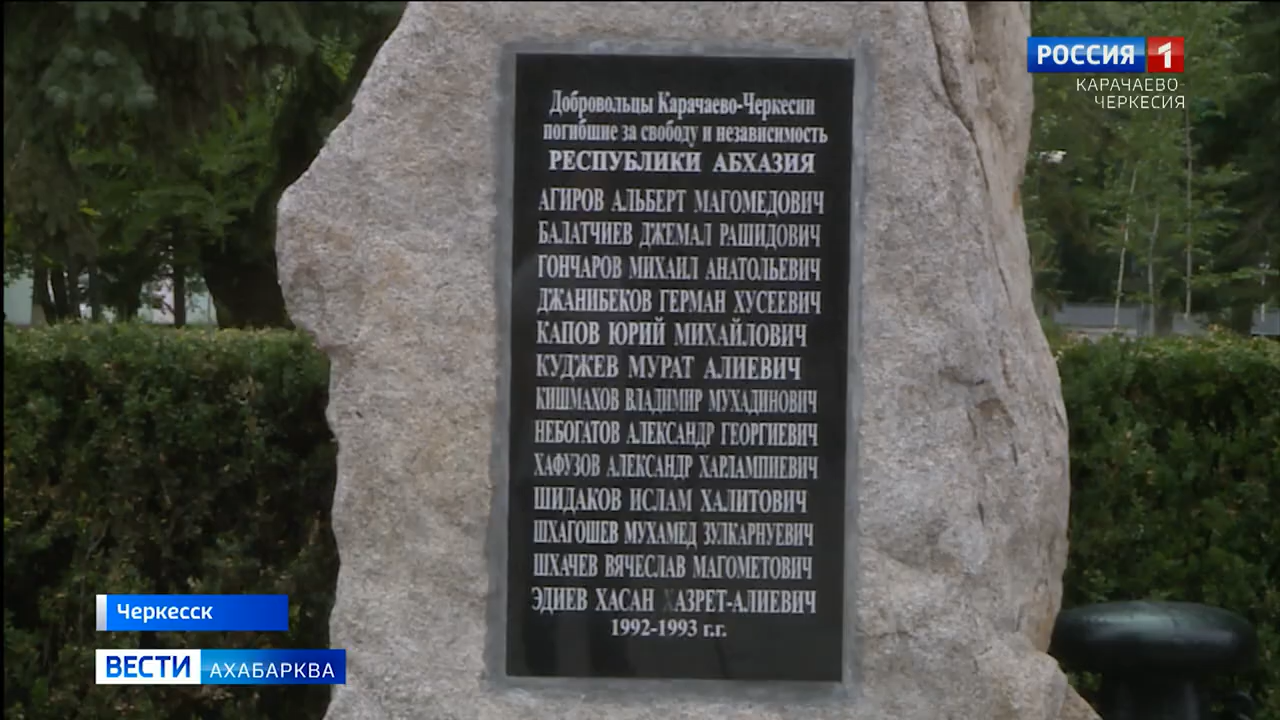 РОССИЯ 1
КАРАЧАЕВО
ЧЕРКЕСИЯ
Добровольцы Карачаево-Черкесии
погибшие за свободу и независимость
РЕСПУБЛИКИ АБХАЗИЯ
АГИРОВ АЛЬБЕРТ МАГОМЕДОВИЧ
БАЛАТЧИЕВ ДЖЕМАЛ РАШИДОВИЧ
ГОНЧАРОВ МИХАИЛ АНАТОЛЬЕВИЧ
ДЖАНИБЕКОВ ГЕРМАН ХУСЕЕВИЧ
КАПОВ ЮРИЙ МИХАЙЛОВИЧ
КУДЖЕВ МУРАТ АЛИЕВИЧ
КИШМАХОВ ВЛАДИМИР МУХАДИНОВИЧ
НЕБОГАТОВ АЛЕКСАНДР ГЕОРГИЕВИЧ
ХАФУЗОВ АЛЕКСАНДР ХАРЛАМПИЕВИЧ
ШИДАКОВ ИСЛАМ ХАЛИТОВИЧ
ШХАГОШЕВ МУХАМЕД ЗУЛКАРНУЕВИЧ
ШХАЧЕВ ВЯЧЕСЛАВ МАГОМЕТОВИЧ
ЭДИЕВ ХАСАН ХАЗРЕТ-АЛИЕВИЧ
1992-1993 г.г.
Черкесск
ВЕСТИ АХАБАРКВА